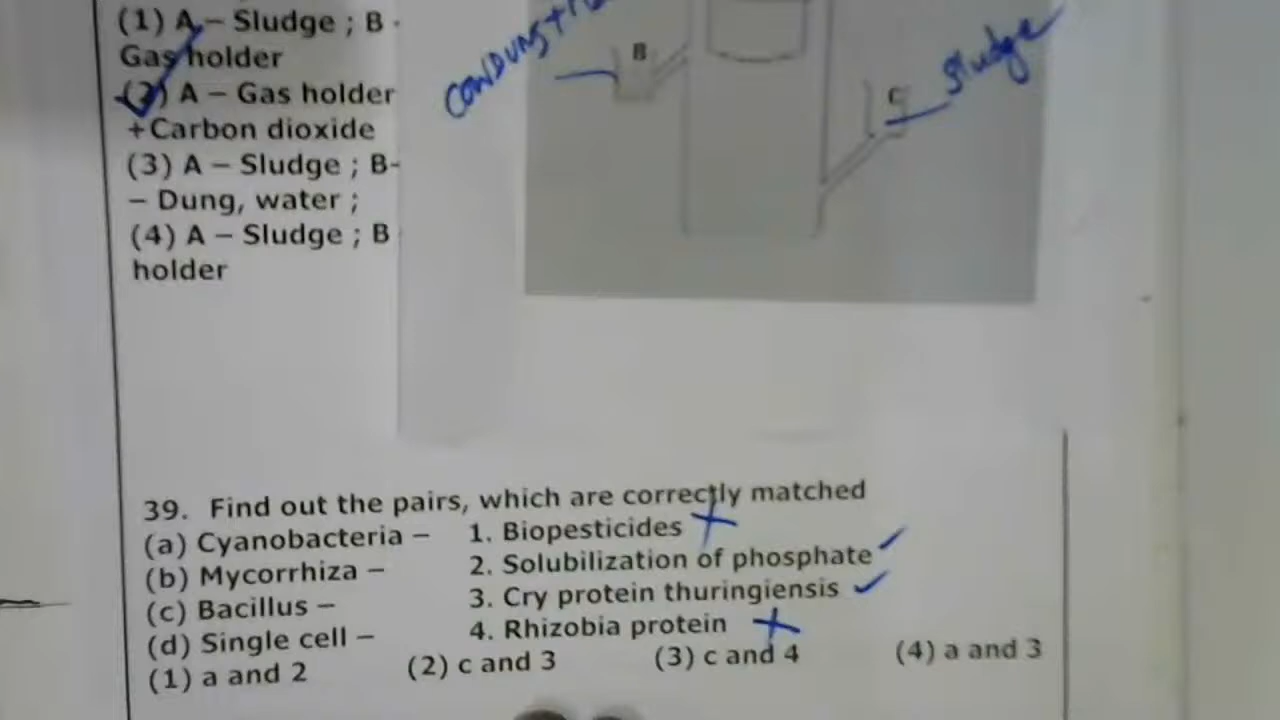 (1) A – Sludge ; B -
Gas holder
(2) A – Gas holder
+Carbon dioxide
(3) A – Sludge ; B-
– Dung, water ;
(4) A – Sludge ; B
holder
COWDUNG+
B
C
Sludge
39. Find out the pairs, which are correctly matched
(a) Cyanobacteria – 1. Biopesticides
(b) Mycorrhiza – 2. Solubilization of phosphate
(c) Bacillus – 3. Cry protein thuringiensis
(d) Single cell – 4. Rhizobia protein
(1) a and 2 (2) c and 3 (3) c and 4 (4) a and 3